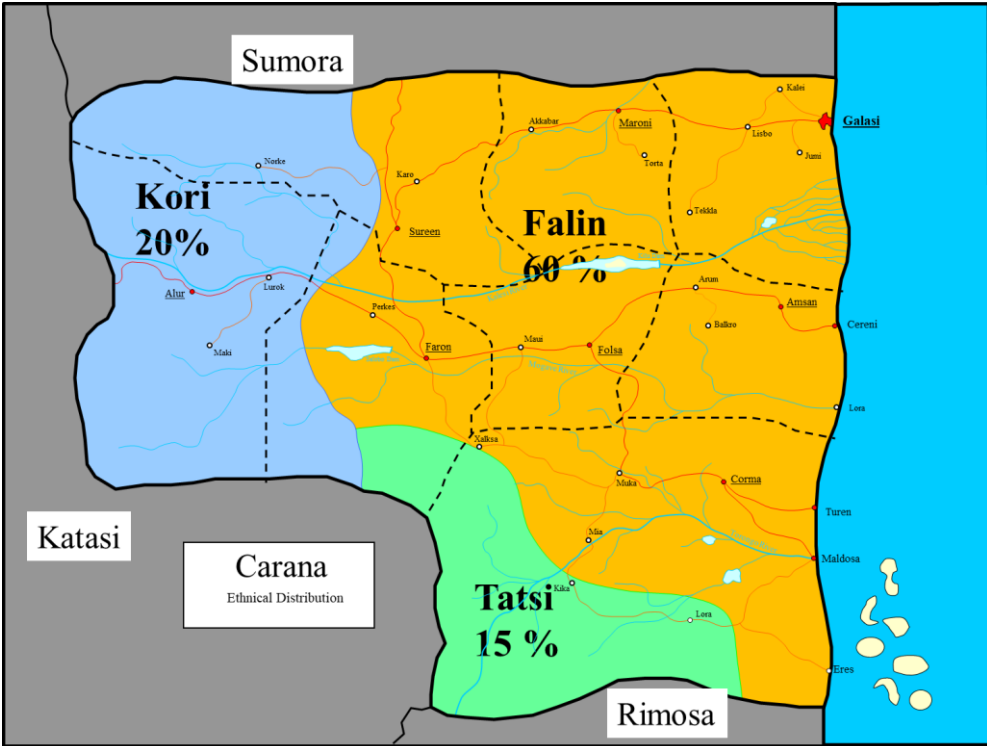 Sumora
Kalei
Galasi
Akkabar
Maroni
Lisbo
Jumi
Torta
Norke
Karo
Kori
20%
Tekkla
Falin
60 %
Sureen
Alur
Lurok
Arum
Amsan
Cereni
Perkes
Balkro
Maki
Faron
Maui
Folsa
Lora
Xalksa
Muka
Corma
Turen
Katasi
Mia
Maldosa
Carana
Ethnical Distribution
Kika
Tatsi
15 %
Lora
Eres
Rimosa